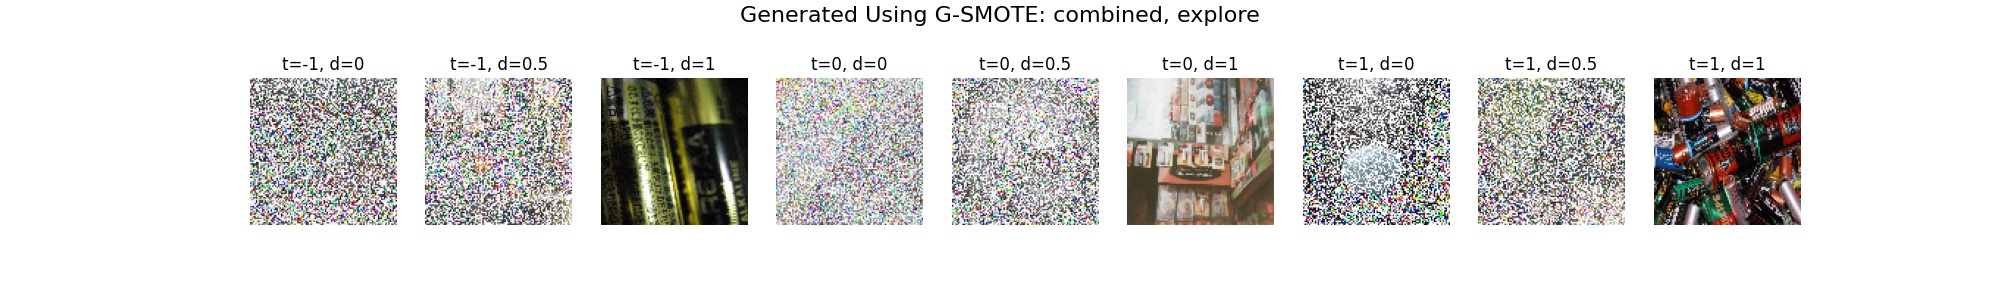 Generated Using G-SMOTE: combined, explore
t=-1, d=0
t=-1, d=0.5
t=-1, d=1
t=0, d=0
t=0, d=0.5
t=0, d=1
t=1, d=0
t=1, d=0.5
t=1, d=1